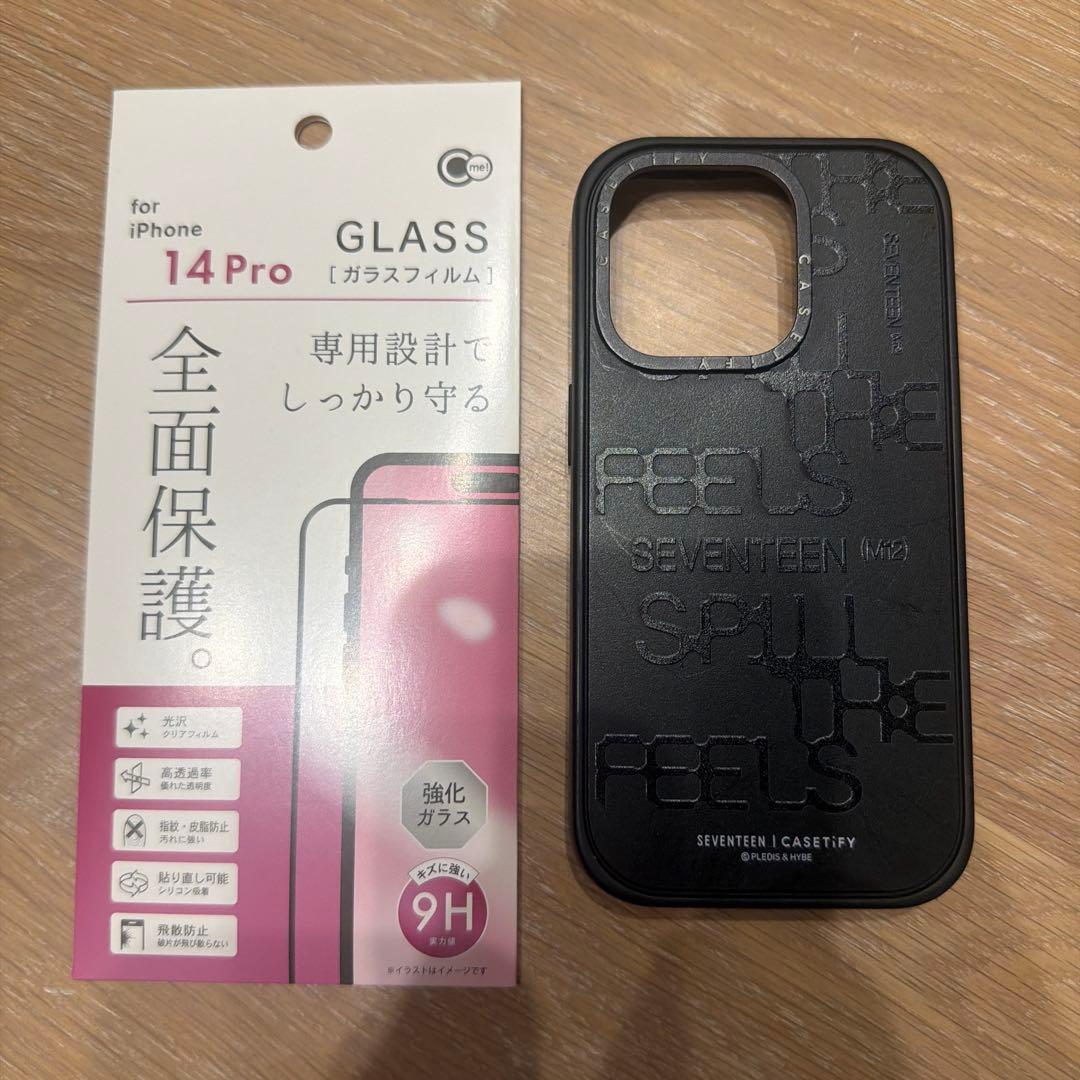 me!
for
iPhone
14 Pro
GLASS
[ガラスフィルム]
専用設計で
しっかり守る
全面保護。
光沢
クリアフィルム
高透過率
優れた透明度
指紋・皮脂防止
汚れに強い
貼り直し可能
シリコン吸着
飛散防止
破片が飛び散らない
強化
ガラス
キズに強い
9H
実力値
※イラストはイメージです
CASETIFY
CASETIFY
THE
SEVENTEEN
THE
FEELS
SEVENTEEN (M12)
SPILL
THE
FEELS
SEVENTEEN | CASETiFY
© PLEDIS & HYBE